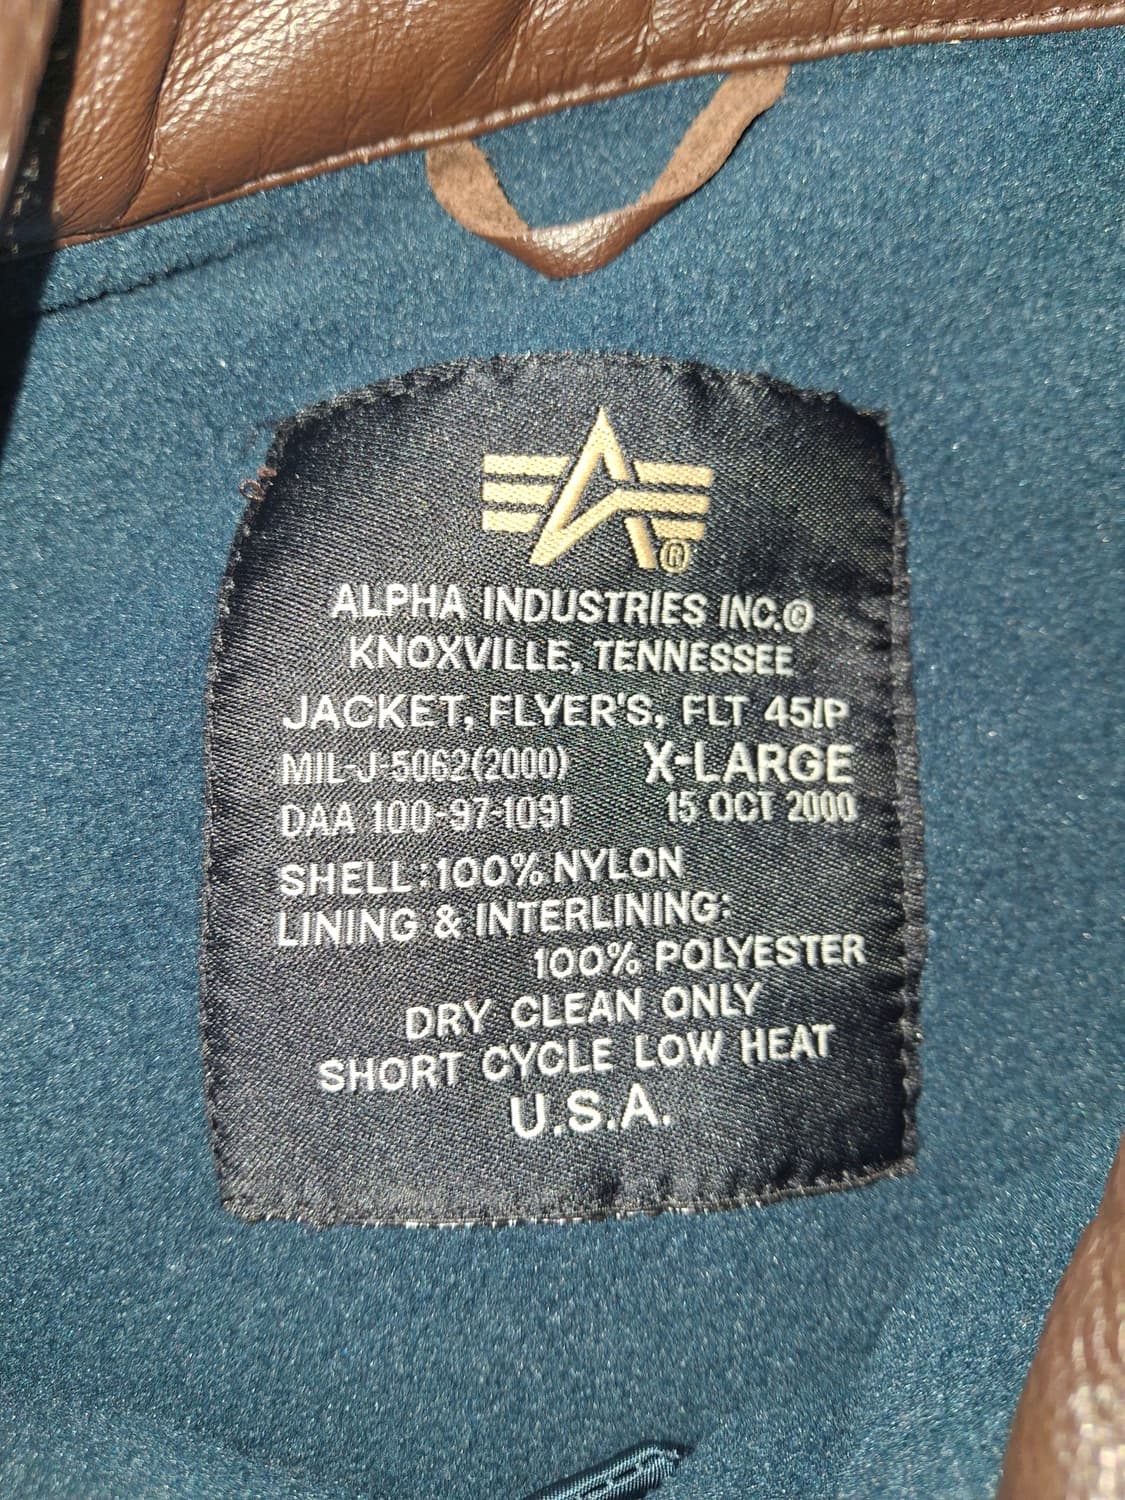 ALPHA INDUSTRIES INC.©
KNOXVILLE, TENNESSEE
JACKET, FLYER'S, FLT 45/P
MIL-J-5062(2000) X-LARGE
DAA 100-97-1091 15 OCT 2000
SHELL:100% NYLON
LINING & INTERLINING:
100% POLYESTER
DRY CLEAN ONLY
SHORT CYCLE LOW HEAT
U.S.A.